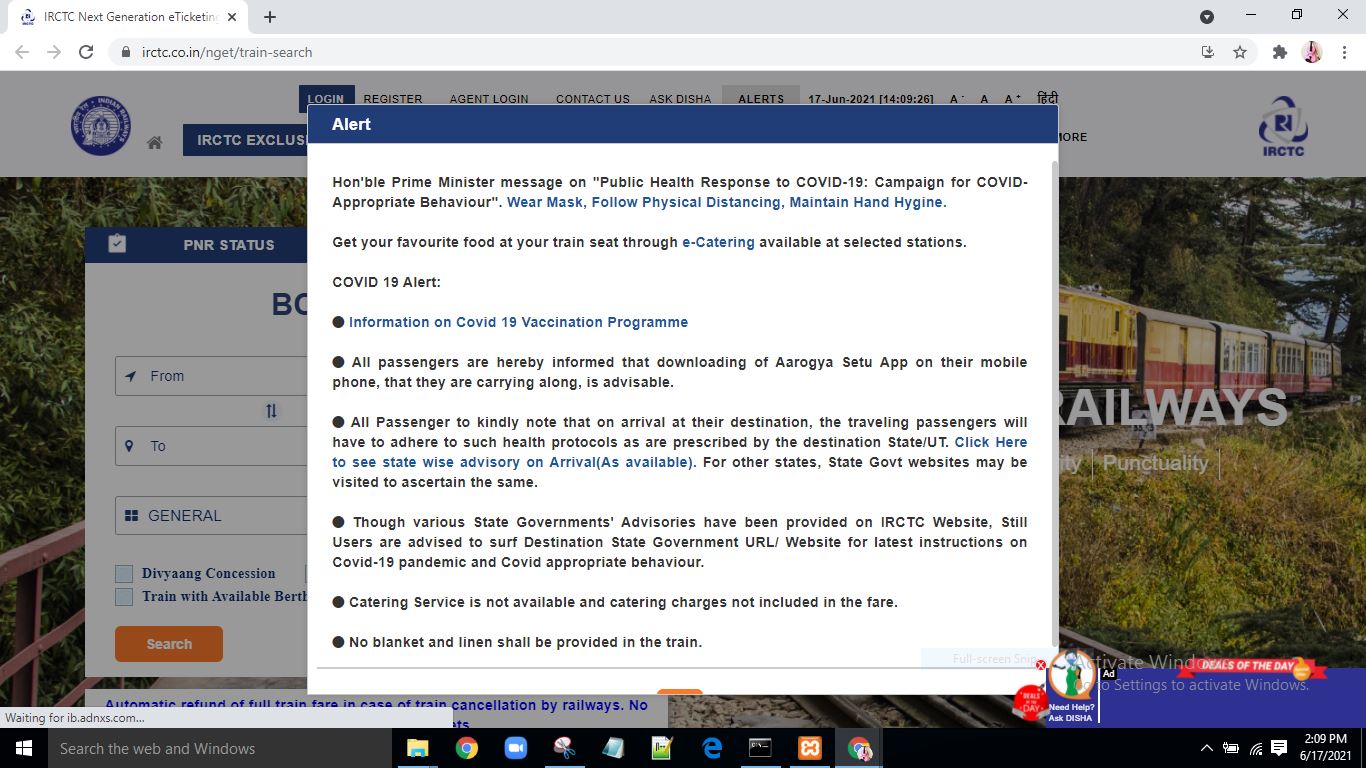 IRCTC Next Generation eTicketing
irctc.co.in/nget/train-search
LOGIN REGISTER AGENT LOGIN CONTACT US ASK DISHA ALERTS 17-Jun-2021 [14:09:26] A - A A + हिंदी
IRCTC EXCLUSI
MORE
IRCTC
Alert
Hon'ble Prime Minister message on "Public Health Response to COVID-19: Campaign for COVID-
Appropriate Behaviour". Wear Mask, Follow Physical Distancing, Maintain Hand Hygine.
Get your favourite food at your train seat through e-Catering available at selected stations.
COVID 19 Alert:
● Information on Covid 19 Vaccination Programme
● All passengers are hereby informed that downloading of Aarogya Setu App on their mobile
phone, that they are carrying along, is advisable.
● All Passenger to kindly note that on arrival at their destination, the traveling passengers will
have to adhere to such health protocols as are prescribed by the destination State/UT. Click Here
to see state wise advisory on Arrival(As available). For other states, State Govt websites may be
visited to ascertain the same.
● Though various State Governments' Advisories have been provided on IRCTC Website, Still
Users are advised to surf Destination State Government URL/ Website for latest instructions on
Covid-19 pandemic and Covid appropriate behaviour.
● Catering Service is not available and catering charges not included in the fare.
● No blanket and linen shall be provided in the train.
PNR STATUS
BO
From
To
GENERAL
Divyaang Concession
Train with Available Berth
Search
RAILWAYS
ity | Punctuality |
Full-screen Snip
Activate Windows
Go to Settings to activate Windows.
DEALS OF THE DAY
Ad
Need Help?
Ask DISHA
Automatic refund of full train fare in case of train cancellation by railways. No
ets
Waiting for ib.adnxs.com...
Search the web and Windows
2:09 PM
6/17/2021